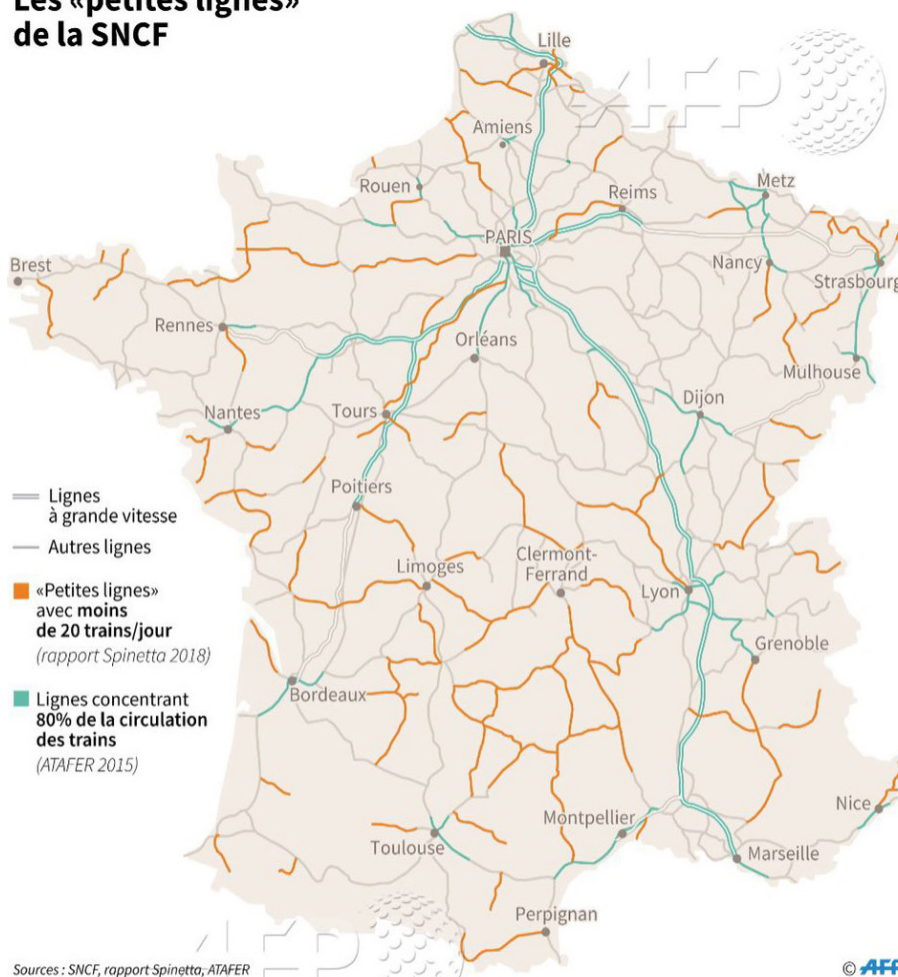 Les «petites lignes»
de la SNCF
Lille
AFP
Amiens
Rouen
Reims
Metz
PARIS
Brest
Nancy
Strasbourg
Rennes
Orléans
Mulhouse
Nantes
Tours
Dijon
Poitiers
Lignes
à grande vitesse
Autres lignes
Limoges
Clermont-
Ferrand
Lyon
«Petites lignes»
avec moins
de 20 trains/jour
(rapport Spinetta 2018)
Grenoble
Bordeaux
Lignes concentrant
80% de la circulation
des trains
(ATAFER 2015)
Nice
Montpellier
Toulouse
Marseille
Perpignan
AFP
Sources : SNCF, rapport Spinetta, ATAFER
© AFP